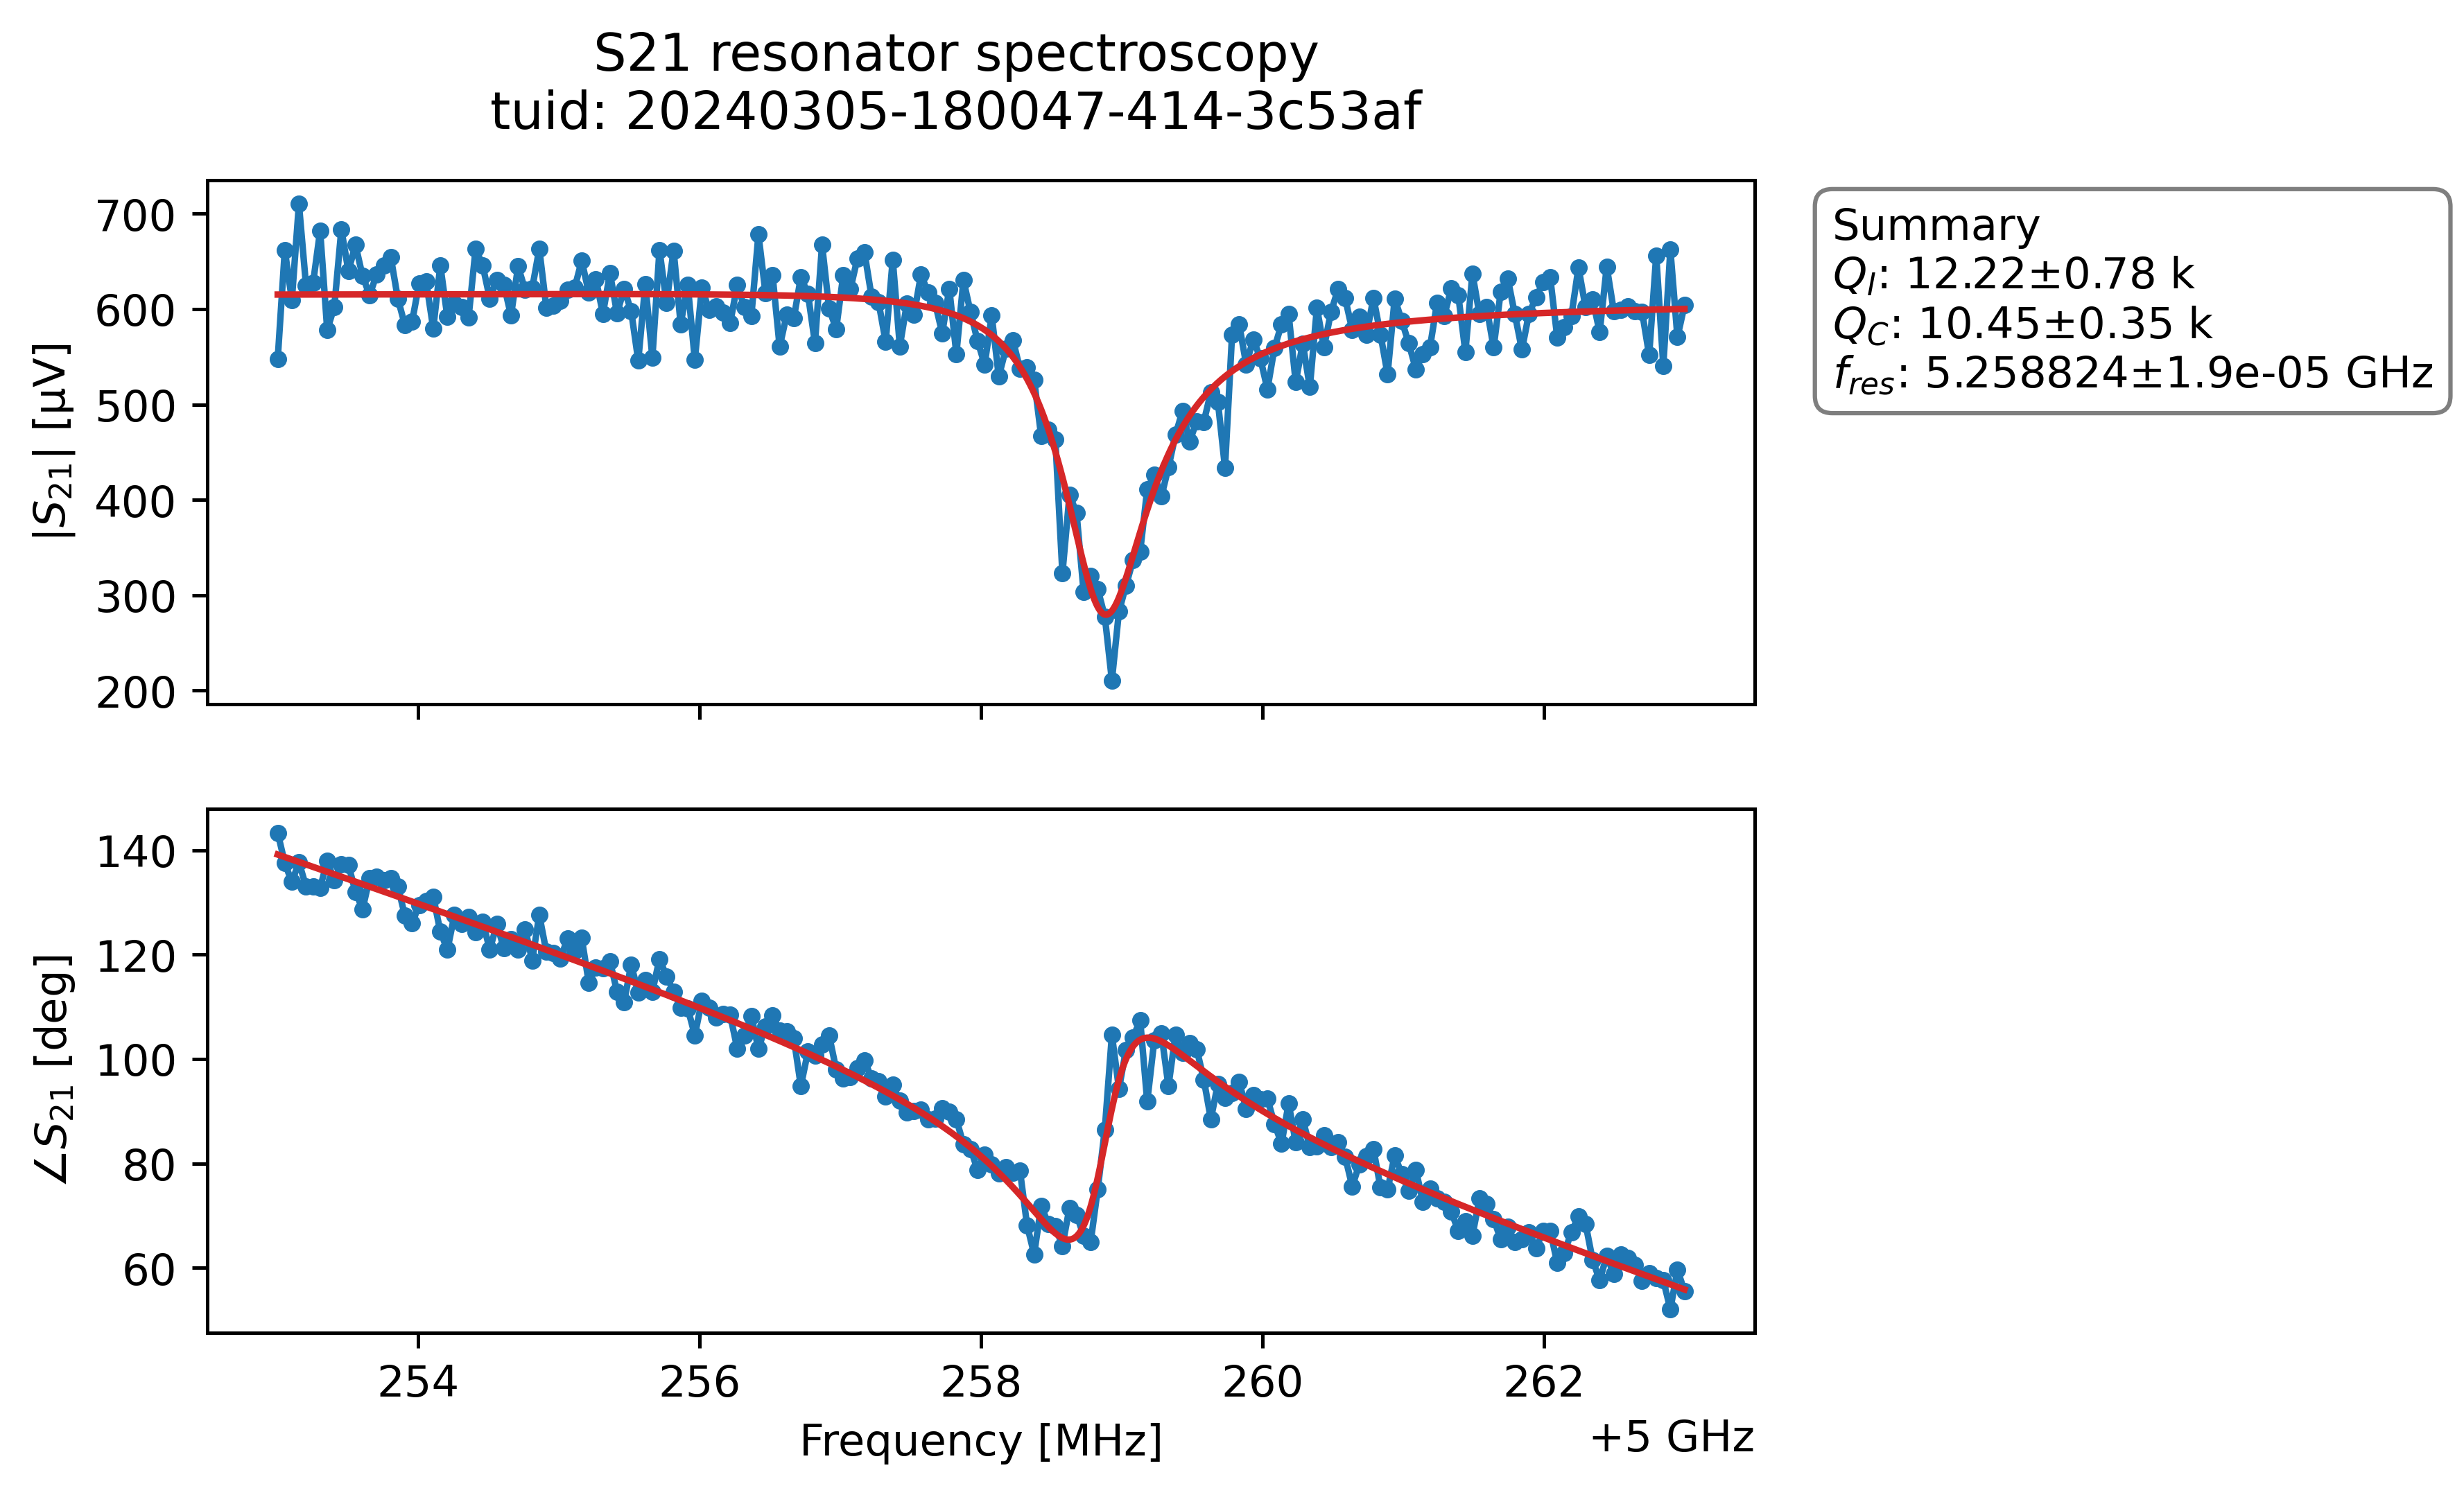 S21 resonator spectroscopy
tuid: 20240305-180047-414-3c53af
700
600
500
400
300
200
|S21| [µV]
Summary
QI: 12.22±0.78 k
QC: 10.45±0.35 k
fres: 5.258824±1.9e-05 GHz
140
120
100
80
60
∠S21 [deg]
254 256 258 260 262
Frequency [MHz]
+5 GHz